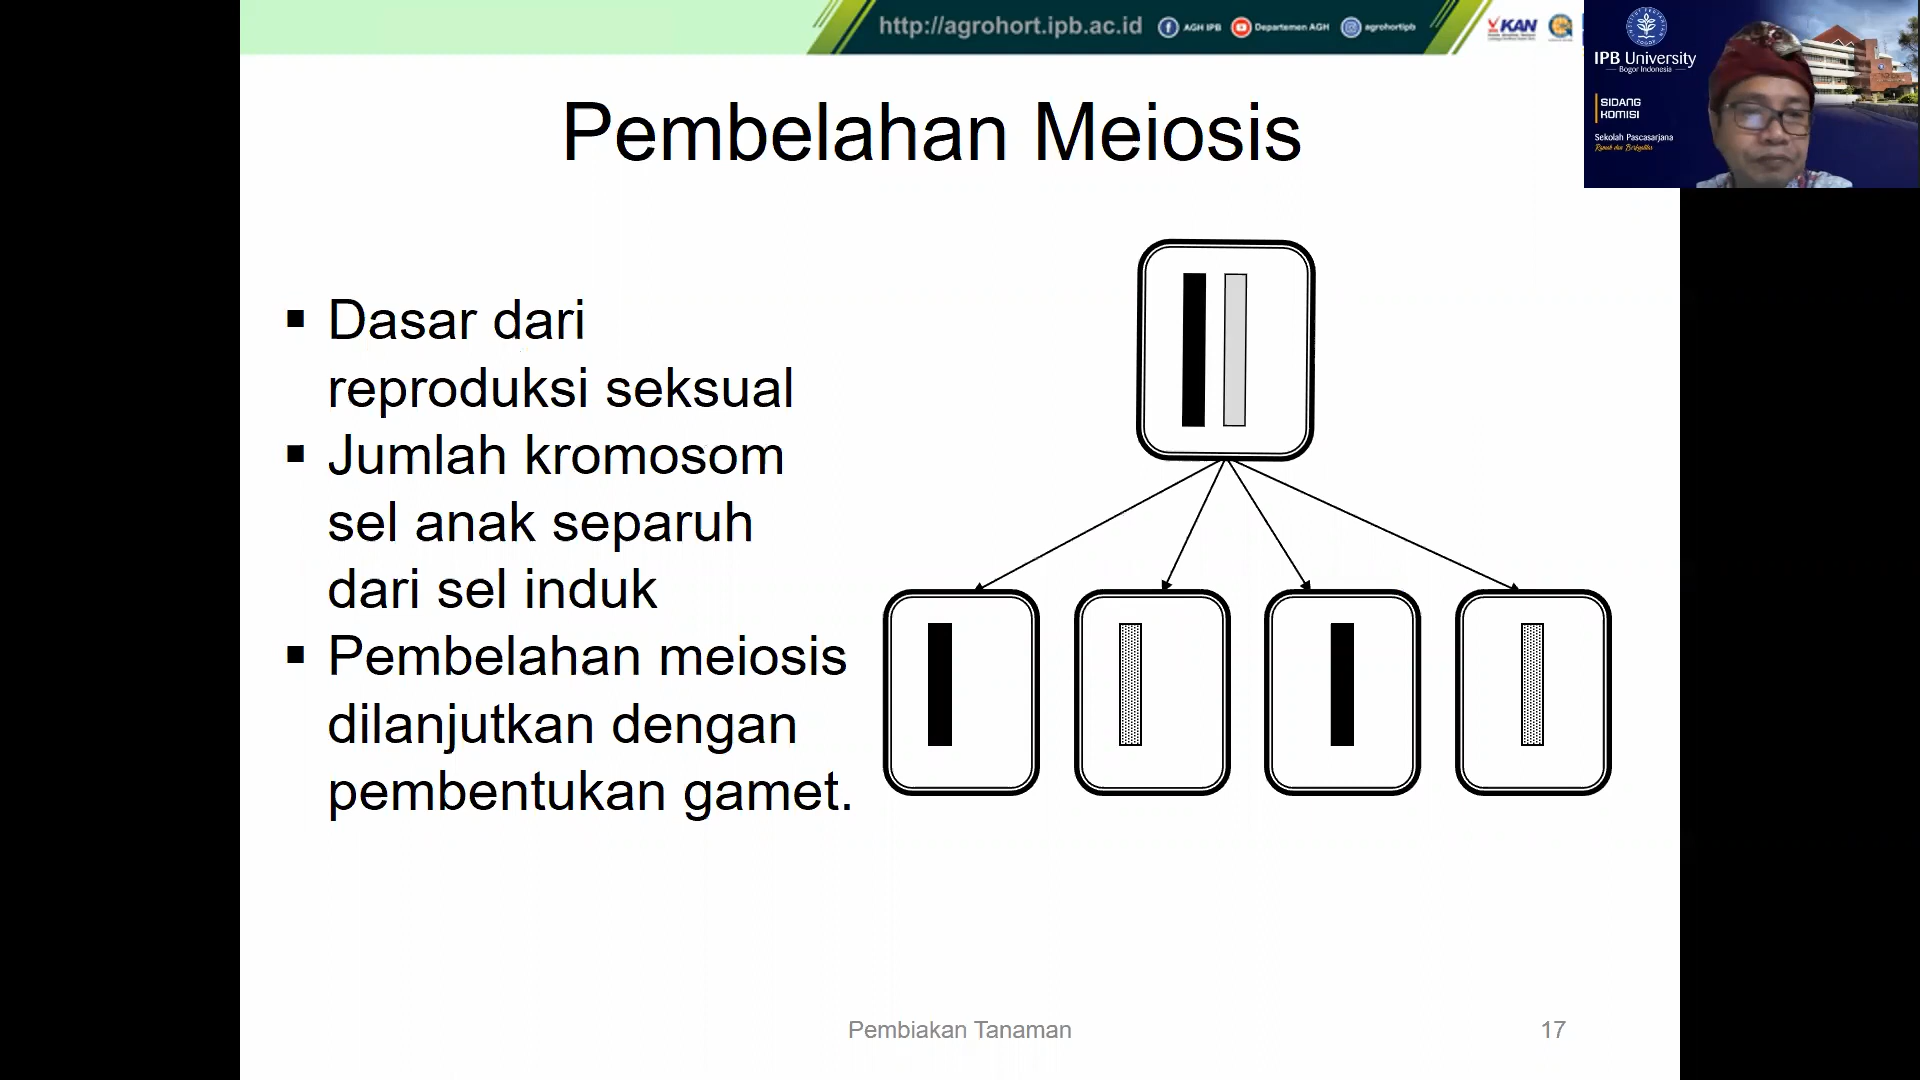 http://agrohort.ipb.ac.id
AGH IPB
Departemen AGH
agrohortipb
KAN
IPB University
Bogor Indonesia
SIDANG
KOMISI
Sekolah Pascasarjana
Pembelahan Meiosis
▪ Dasar dari
reproduksi seksual
▪ Jumlah kromosom
sel anak separuh
dari sel induk
▪ Pembelahan meiosis
dilanjutkan dengan
pembentukan gamet.
Pembiakan Tanaman
17